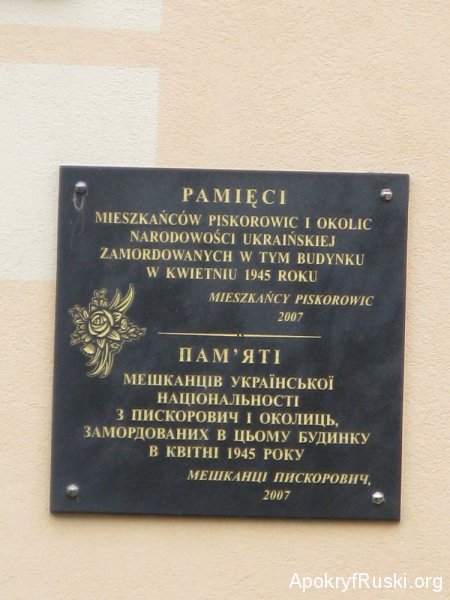 PAMIĘCI
MIESZKAŃCÓW PISKOROWIC I OKOLIC
NARODOWOŚCI UKRAIŃSKIEJ
ZAMORDOWANYCH W TYM BUDYNKU
W KWIETNIU 1945 ROKU
MIESZKAŃCY PISKOROWIC
2007
ПАМ’ЯТІ
МЕШКАНЦІВ УКРАЇНСЬКОЇ
НАЦІОНАЛЬНОСТІ
З ПИСКОРОВИЧ І ОКОЛИЦЬ,
ЗАМОРДОВАНИХ В ЦЬОМУ БУДИНКУ
В КВІТНІ 1945 РОКУ
МЕШКАНЦІ ПИСКОРОВИЧ,
2007
ApokryfRuski.org